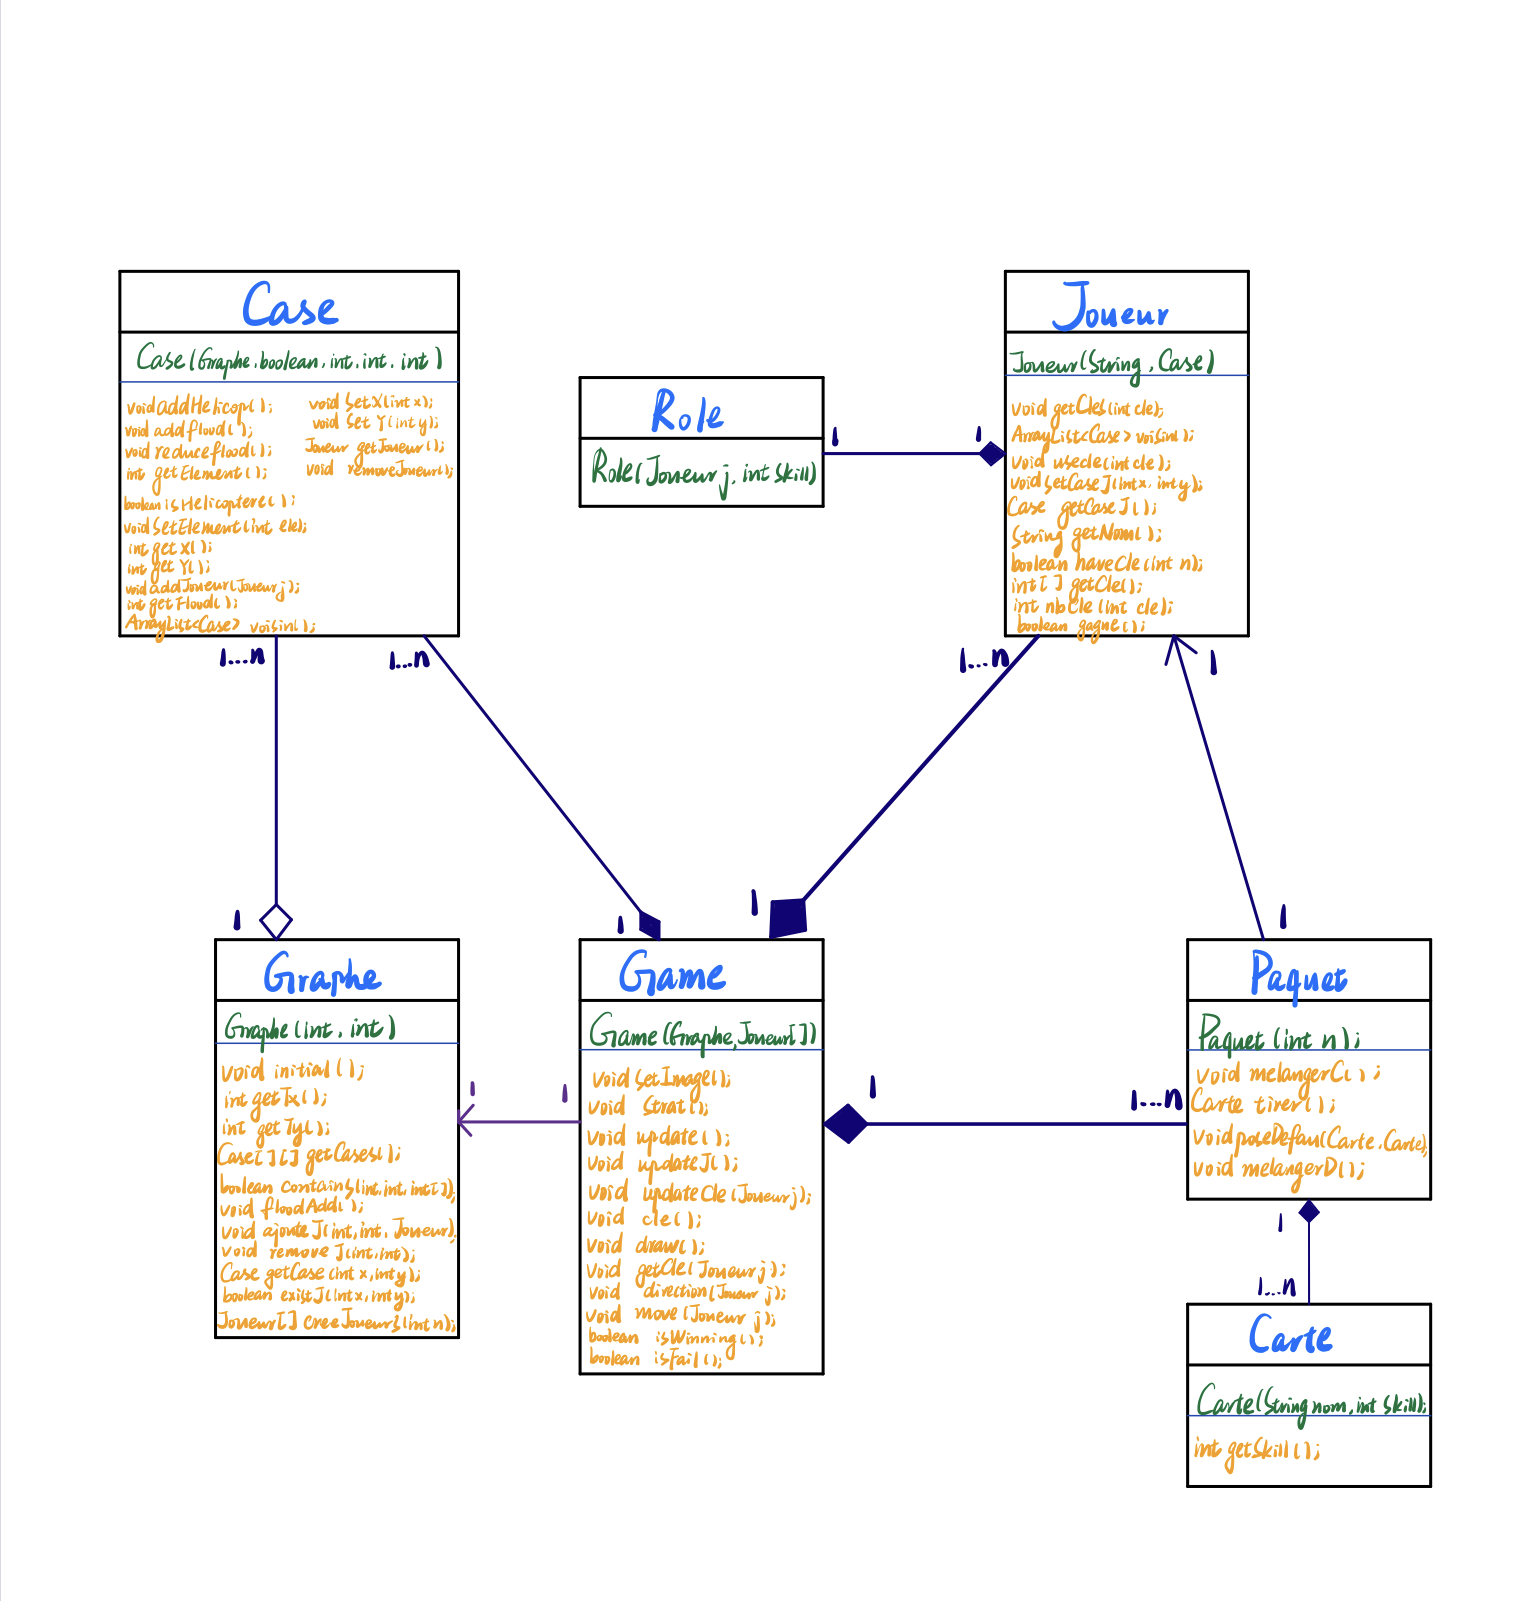 Case
Case(Graphe, boolean, int, int, int)
void addHelicop();
void addflood();
void reduceflood();
int getElement();
boolean isHelicoptere();
void SetElement(int ele);
int getX();
int getY();
void addJoueur(Joueur j);
int getFlood();
ArrayList<Case> voisin();
void SetX(int x);
void Set Y(int y);
Joueur getJoueur();
void removeJoueur();
1...n
1...n
Role
Role(Joueur j, int skill)
1
1
Joueur
Joueur(String, Case)
void getCles(int cle);
ArrayList<Case> voisin();
void usecle(int cle);
void SetCaseJ(int x, int y);
Case getCaseJ();
String getNom();
boolean haveCle(int n);
int[] getCle();
int nbCle(int cle);
boolean gagne();
1...n
1
1
1
1
1
Graphe
Graphe(int, int)
void initial();
int getTx();
int getTy();
Case[][] getCases();
boolean contains(int, int, int[]);
void floodAdd();
void ajouteJ(int, int, Joueur);
void remove J(int, int);
Case getCase(int x, int y);
boolean existJ(int x, int y);
Joueur[] creeJoueurs(int n);
1
1
Game
Game(Graphe, Joueur[])
void SetImage();
void Strat();
void update();
void updateJ();
void updateCle(Joueur j);
void cle();
void draw();
void getCle(Joueur j);
void direction(Joueur j);
void move(Joueur j);
boolean isWinning();
boolean isFail();
1
1...n
Paquet
Paquet(int n);
void melangerC();
Carte tirer();
void poseDefau(Carte, Carte);
void melangerD();
1
1...n
Carte
Carte(String nom, int skill);
int getSkill();